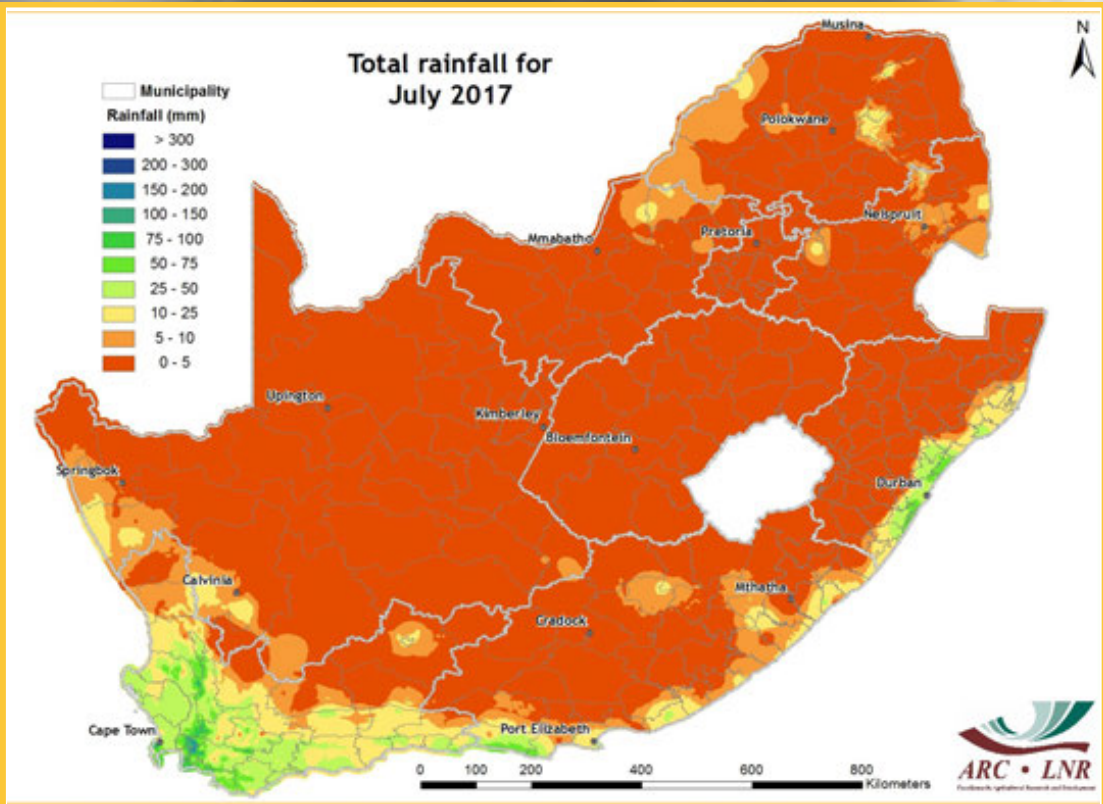 Total rainfall for
July 2017
N
Municipality
Rainfall (mm)
> 300
200 - 300
150 - 200
100 - 150
75 - 100
50 - 75
25 - 50
10 - 25
5 - 10
0 - 5
Musina
Polokwane
Nelspruit
Pretoria
Mmabatho
Upington
Kimberley
Bloemfontein
Springbok
Durban
Calvinia
Mthatha
Cradock
Cape Town
Port Elizabeth
0 100 200 400 600 800
Kilometers
ARC • LNR